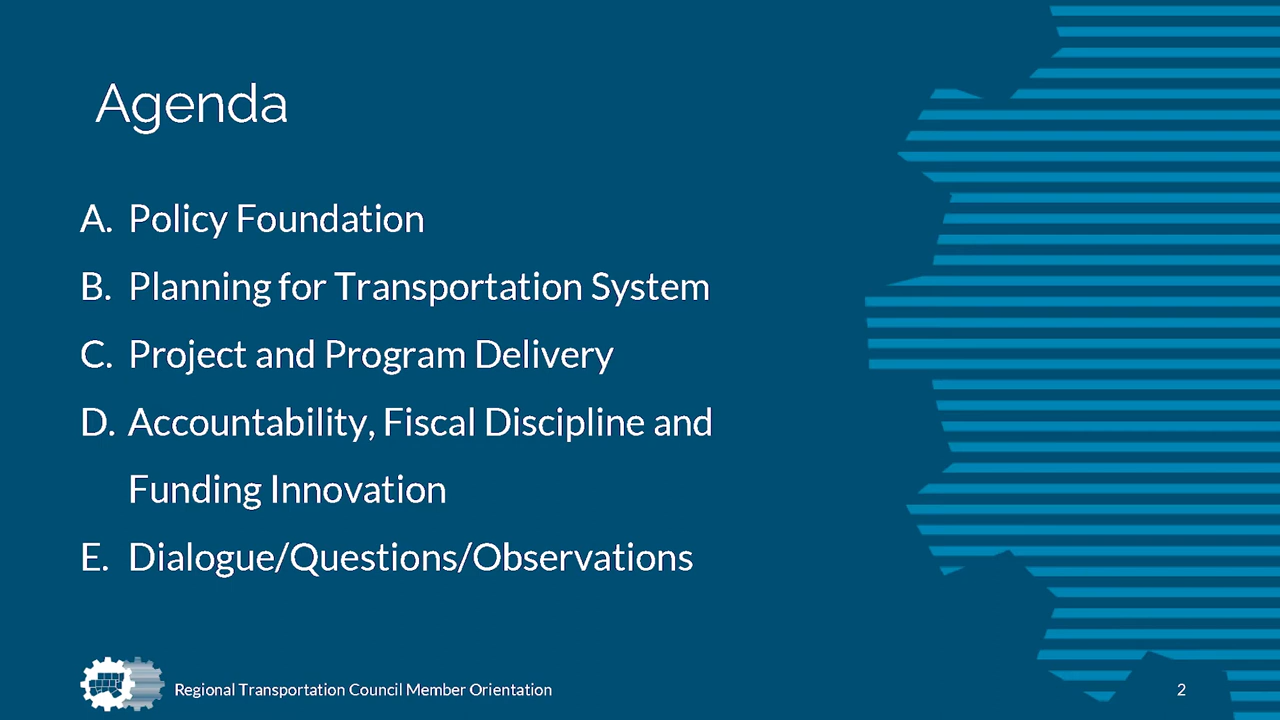 Agenda
A. Policy Foundation
B. Planning for Transportation System
C. Project and Program Delivery
D. Accountability, Fiscal Discipline and
Funding Innovation
E. Dialogue/Questions/Observations
Regional Transportation Council Member Orientation
2